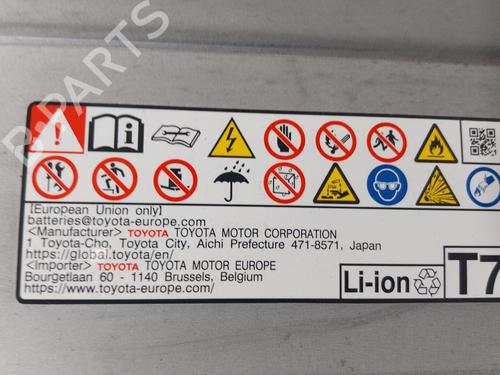 B-PARTS
[European Union only]
batteries@toyota-europe.com
<Manufacturer> TOYOTA TOYOTA MOTOR CORPORATION
1 Toyota-Cho, Toyota City, Aichi Prefecture 471-8571, Japan
https://global.toyota/en/
<Importer> TOYOTA TOYOTA MOTOR EUROPE
Bourgetlaan 60 - 1140 Brussels, Belgium
https://www.toyota-europe.com/
Li-ion
T7